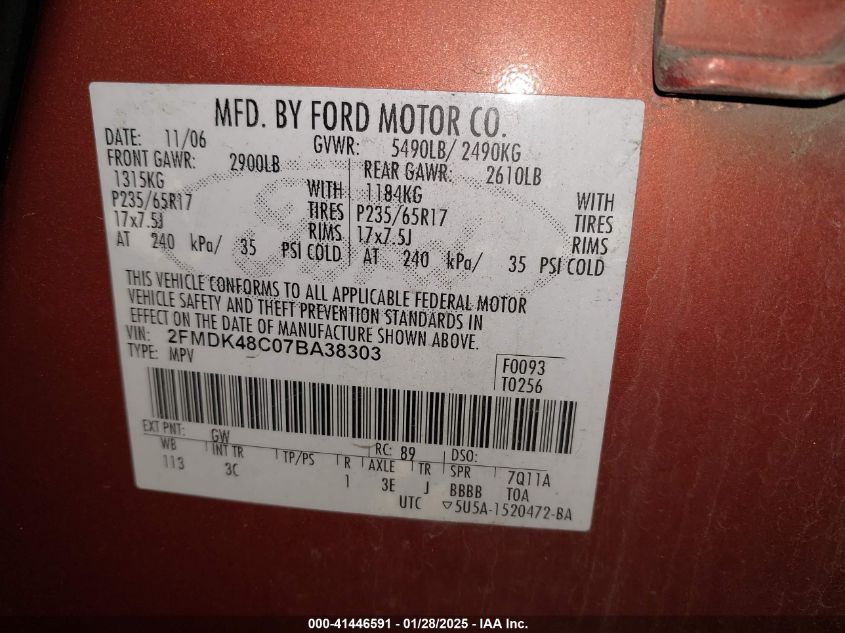 MFD. BY FORD MOTOR CO.
DATE: 11/06 GVWR: 5490LB/ 2490KG
FRONT GAWR: 2900LB REAR GAWR: 2610LB
1315KG WITH 1184KG WITH
P235/65R17 TIRES P235/65R17 TIRES
17x7.5J RIMS 17x7.5J RIMS
AT 240 kPa/ 35 PSI COLD AT 240 kPa/ 35 PSI COLD
THIS VEHICLE CONFORMS TO ALL APPLICABLE FEDERAL MOTOR
VEHICLE SAFETY AND THEFT PREVENTION STANDARDS IN
EFFECT ON THE DATE OF MANUFACTURE SHOWN ABOVE.
VIN: 2FMDK48C07BA38303
TYPE: MPV
F0093
T0256
EXT PNT: GW RC: 89 DSO:
WB INT TR TP/PS R AXLE TR SPR 7Q11A
113 3C 1 3E J BBBB TOA
UTC ▽5U5A-1520472-BA
000-41446591 - 01/28/2025 - IAA Inc.